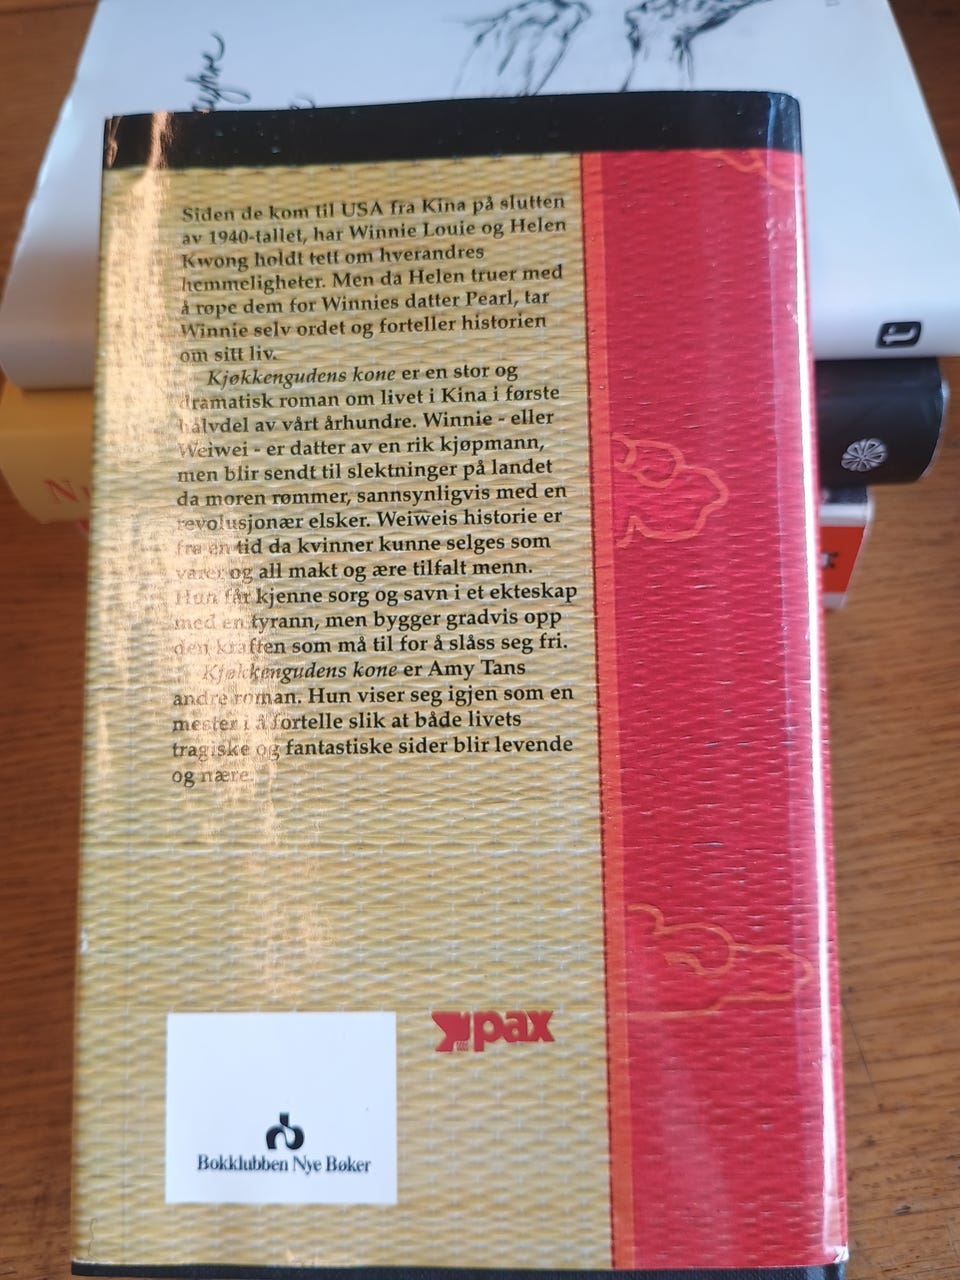 Siden de kom til USA fra Kina på slutten
av 1940-tallet, har Winnie Louie og Helen
Kwong holdt tett om hverandres
hemmeligheter. Men da Helen truer med
å røpe dem for Winnies datter Pearl, tar
Winnie selv ordet og forteller historien
om sitt liv.
Kjøkkengudens kone er en stor og
dramatisk roman om livet i Kina i første
halvdel av vårt århundre. Winnie - eller
Weiwei - er datter av en rik kjøpmann,
men blir sendt til slektninger på landet
da moren rømmer, sannsynligvis med en
revolusjonær elsker. Weiweis historie er
fra en tid da kvinner kunne selges som
varer og all makt og ære tilfalt menn.
Hun får kjenne sorg og savn i et ekteskap
med en tyrann, men bygger gradvis opp
den kraften som må til for å slåss seg fri.
Kjøkkengudens kone er Amy Tans
andre roman. Hun viser seg igjen som en
mester i å fortelle slik at både livets
tragiske og fantastiske sider blir levende
og nære.
pax
Bokklubben Nye Bøker